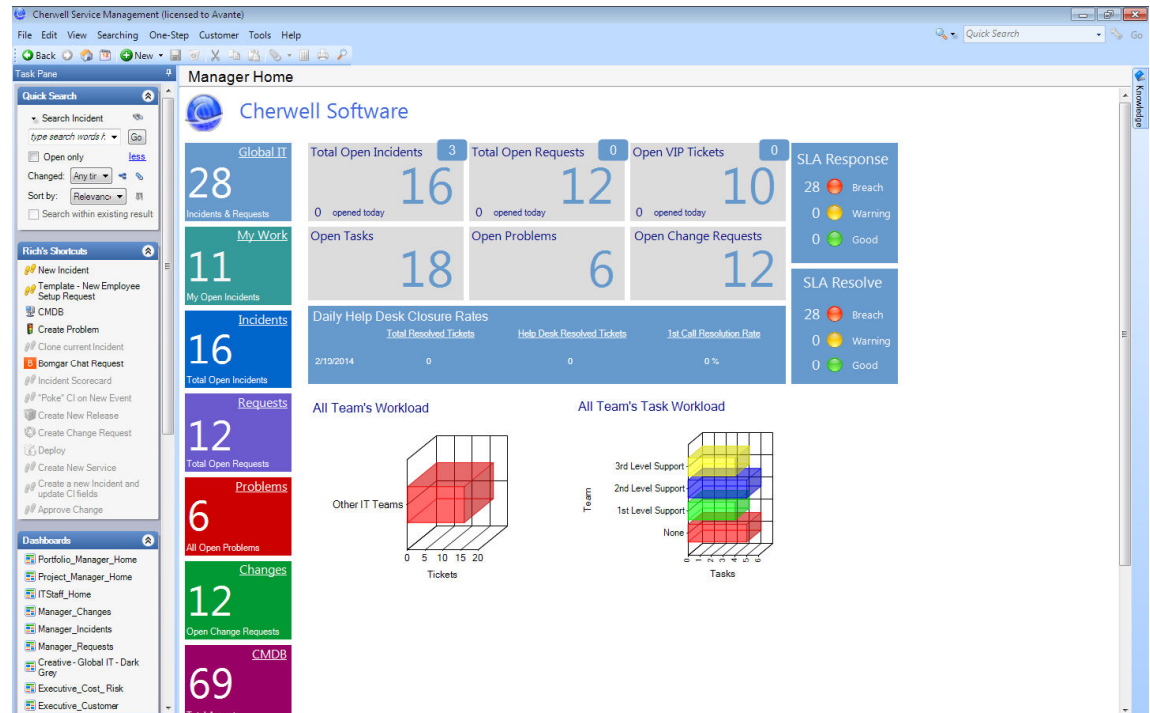 Cherwell Service Management (licensed to Avante)
File Edit View Searching One-Step Customer Tools Help
Quick Search
Go
Back
New
Task Pane
Manager Home
Knowledge
Quick Search
Search Incident
Go
Open only
less
Changed:
Sort by:
Search within existing result
Rich's Shortcuts
New Incident
Template - New Employee
Setup Request
CMDB
Create Problem
Clone current Incident
Bomgar Chat Request
Incident Scorecard
"Poke" CI on New Event
Create New Release
Create Change Request
Deploy
Create New Service
Create a new Incident and
update CI fields
Approve Change
Dashboards
Portfolio_Manager_Home
Project_Manager_Home
ITStaff_Home
Manager_Changes
Manager_Incidents
Manager_Requests
Creative - Global IT - Dark
Grey
Executive_Cost_Risk
Executive_Customer
Cherwell Software
Global IT
28
Incidents & Requests
My Work
11
My Open Incidents
Incidents
16
Total Open Incidents
Requests
12
Total Open Requests
Problems
6
All Open Problems
Changes
12
Open Change Requests
CMDB
69
Total Open Incidents 3
16
0 opened today
Total Open Requests 0
12
0 opened today
Open VIP Tickets 0
10
0 opened today
Open Tasks
18
Open Problems
6
Open Change Requests
12
SLA Response
28 Breach
0 Warning
0 Good
SLA Resolve
28 Breach
0 Warning
0 Good
Daily Help Desk Closure Rates
Total Resolved Tickets Help Desk Resolved Tickets 1st Call Resolution Rate
0 0 0 %
All Team's Workload
Other IT Teams
0 5 10 15 20
Tickets
All Team's Task Workload
Team
3rd Level Support
2nd Level Support
1st Level Support
None
0 1 2 3 4 5 6
Tasks